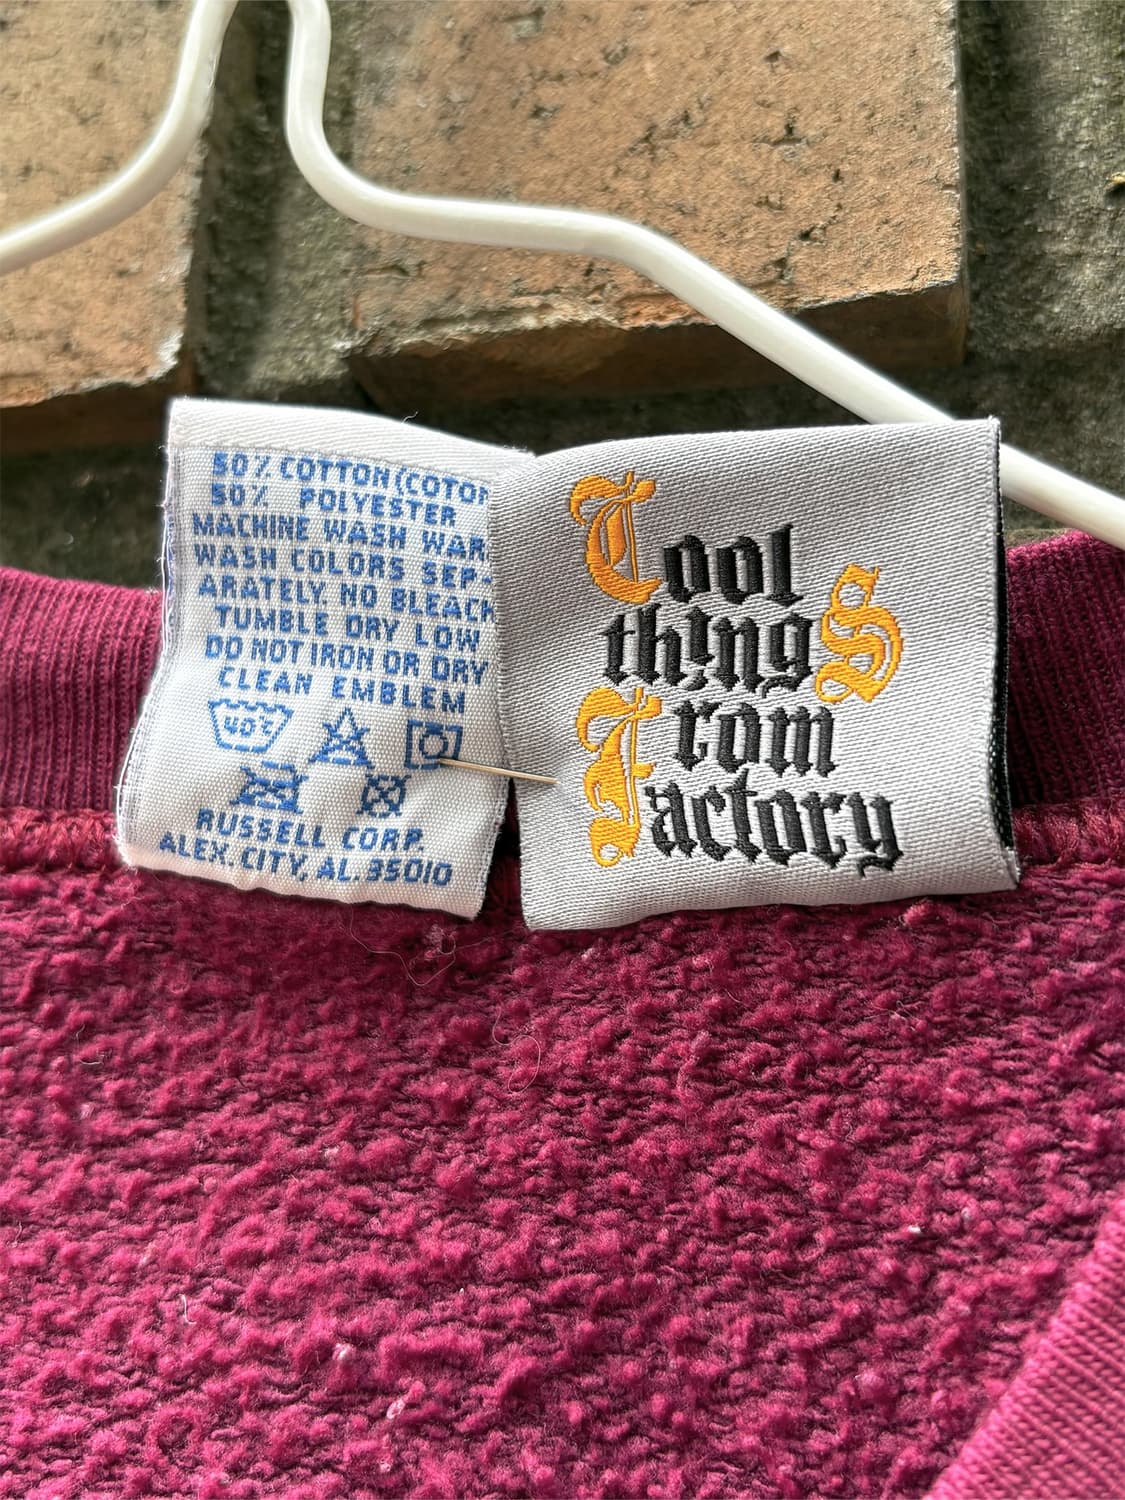 50% COTTON (COTON
50% POLYESTER
MACHINE WASH WAR
WASH COLORS SEP-
ARATELY. NO BLEACH
TUMBLE DRY LOW
DO NOT IRON OR DRY
CLEAN EMBLEM
40°C
RUSSELL CORP.
ALEX. CITY, AL. 35010
Cool
thingS
From
Factory